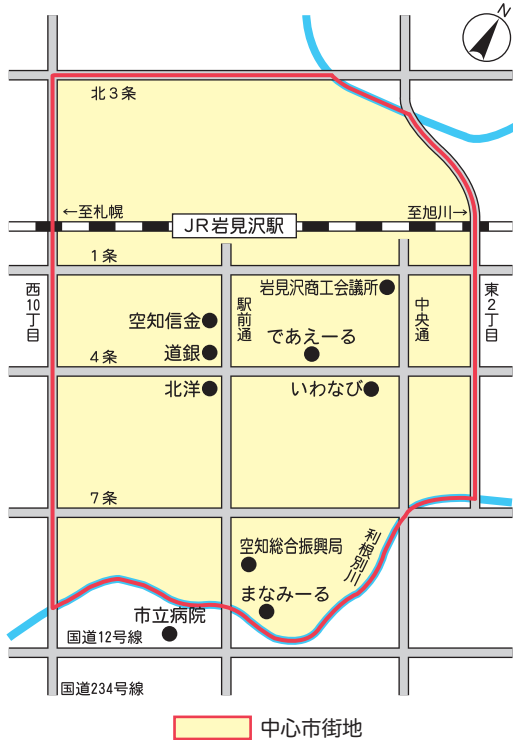 N
北3条
←至札幌
JR岩見沢駅
至旭川→
1条
岩見沢商工会議所
西10丁目
駅前通
中央通
東2丁目
空知信金
であえーる
道銀
4条
北洋
いわなび
7条
利根別川
空知総合振興局
まなみーる
市立病院
国道12号線
国道234号線
中心市街地